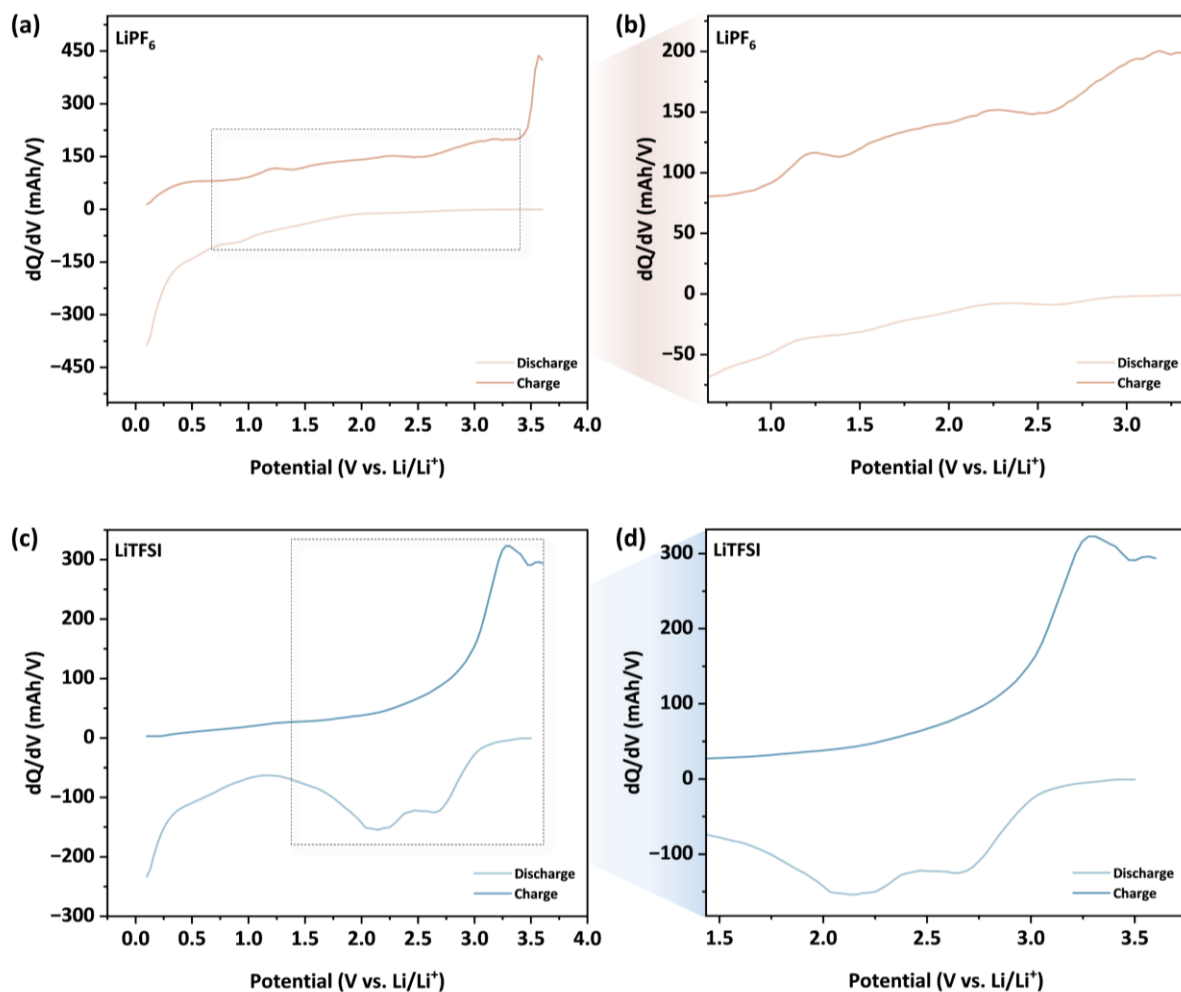 (a)
LiPF₆
450
300
150
0
−150
−300
−450
dQ/dV (mAh/V)
0.0 0.5 1.0 1.5 2.0 2.5 3.0 3.5 4.0
Potential (V vs. Li/Li⁺)
Discharge
Charge
(b)
LiPF₆
200
150
100
50
0
−50
dQ/dV (mAh/V)
1.0 1.5 2.0 2.5 3.0
Potential (V vs. Li/Li⁺)
Discharge
Charge
(c)
LiTFSI
300
200
100
0
−100
−200
−300
dQ/dV (mAh/V)
0.0 0.5 1.0 1.5 2.0 2.5 3.0 3.5 4.0
Potential (V vs. Li/Li⁺)
Discharge
Charge
(d)
LiTFSI
300
200
100
0
−100
dQ/dV (mAh/V)
1.5 2.0 2.5 3.0 3.5
Potential (V vs. Li/Li⁺)
Discharge
Charge